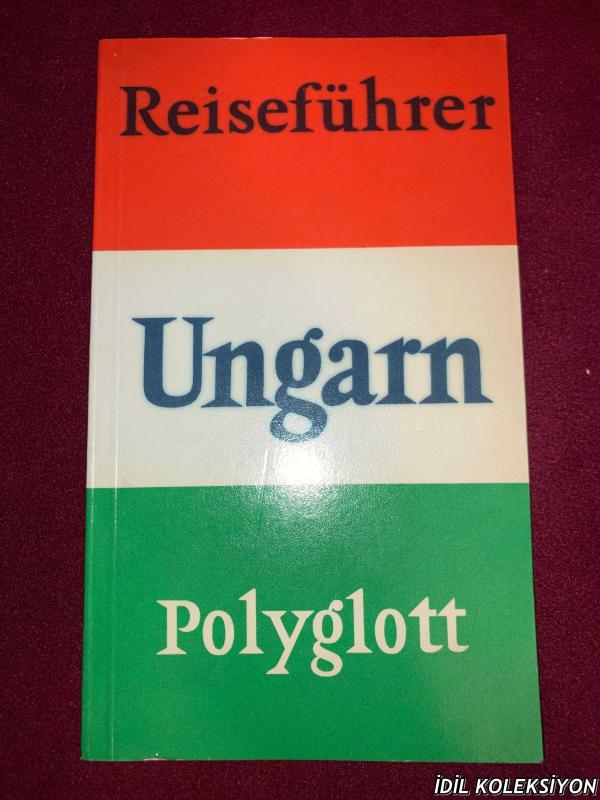 Reiseführer
Ungarn
Polyglott
İDİL KOLEKSİYON